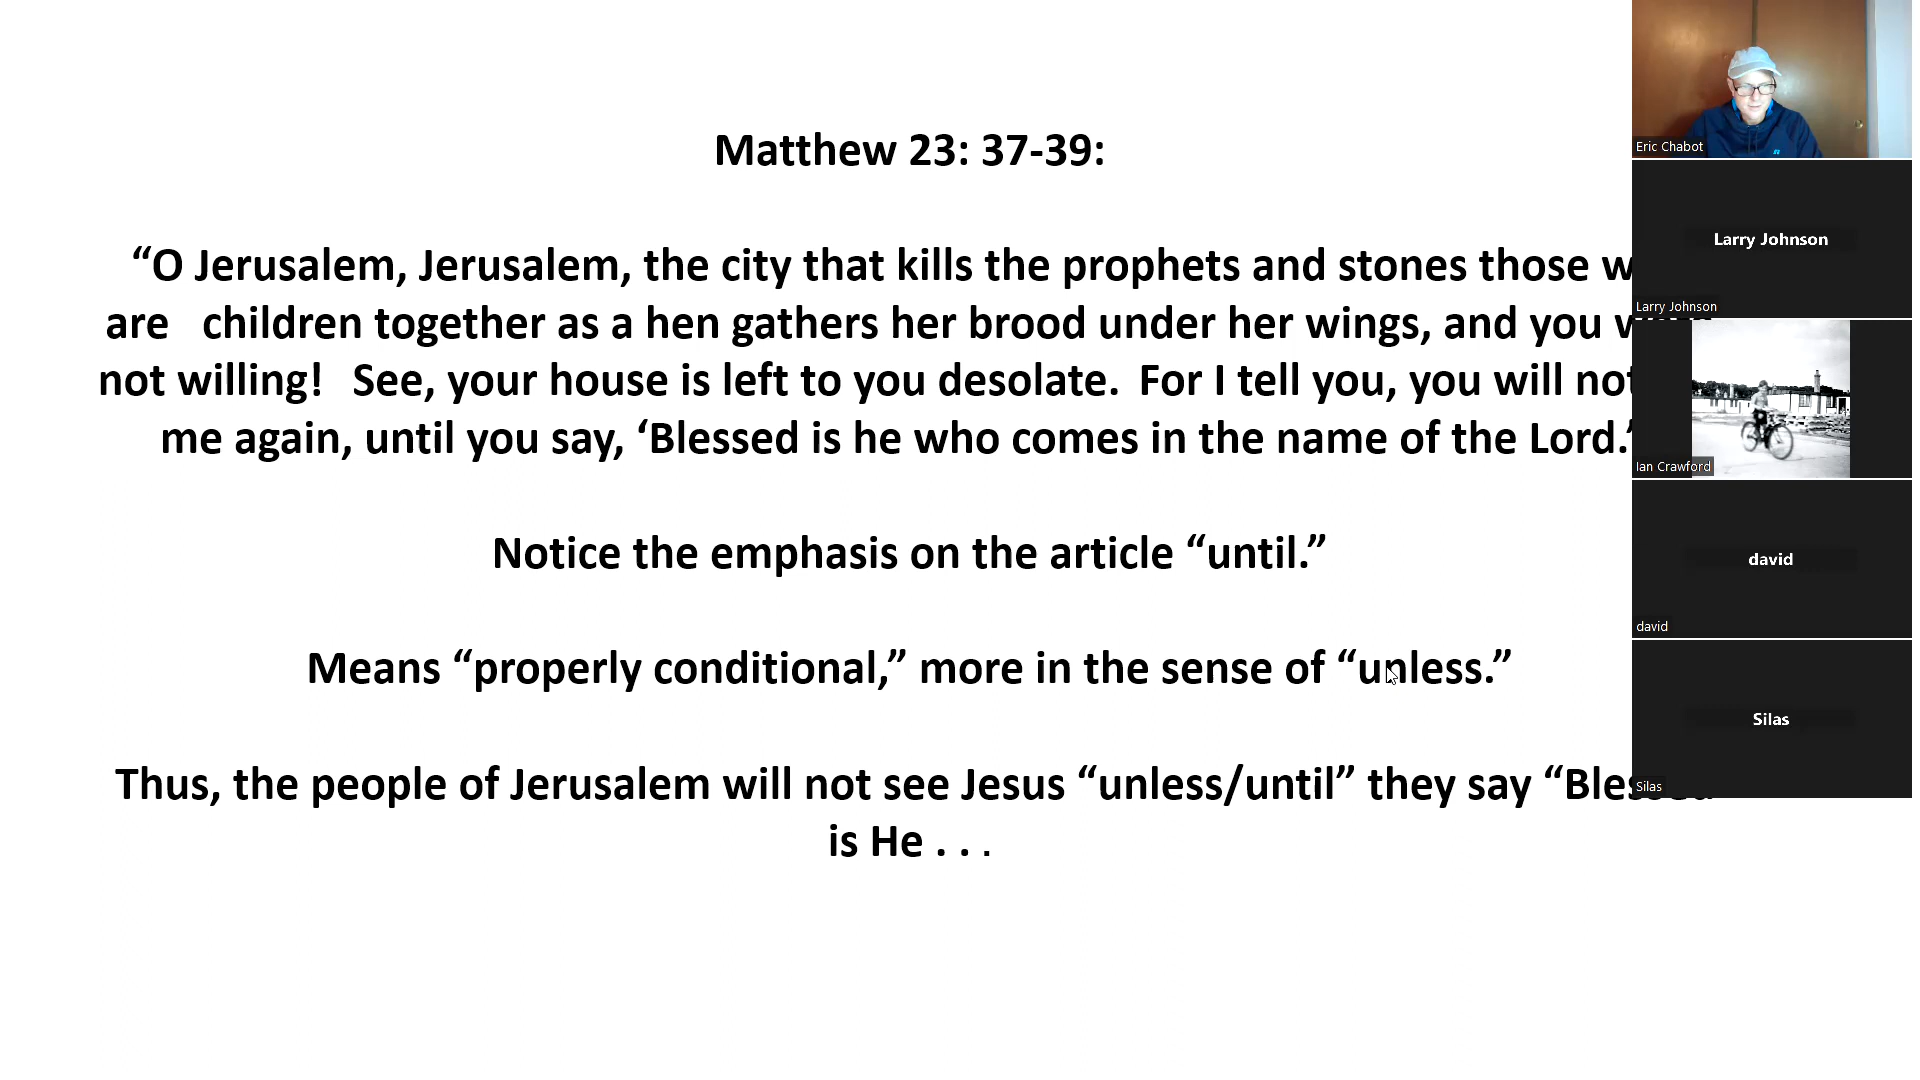 Matthew 23: 37-39:
“O Jerusalem, Jerusalem, the city that kills the prophets and stones those
are children together as a hen gathers her brood under her wings, and you
not willing! See, your house is left to you desolate. For I tell you, you will not
me again, until you say, ‘Blessed is he who comes in the name of the Lord.’
Notice the emphasis on the article “until.”
Means “properly conditional,” more in the sense of “unless.”
Thus, the people of Jerusalem will not see Jesus “unless/until” they say “Blessed
is He . . .
Eric Chabot
Larry Johnson
Larry Johnson
Ian Crawford
david
david
Silas
Silas